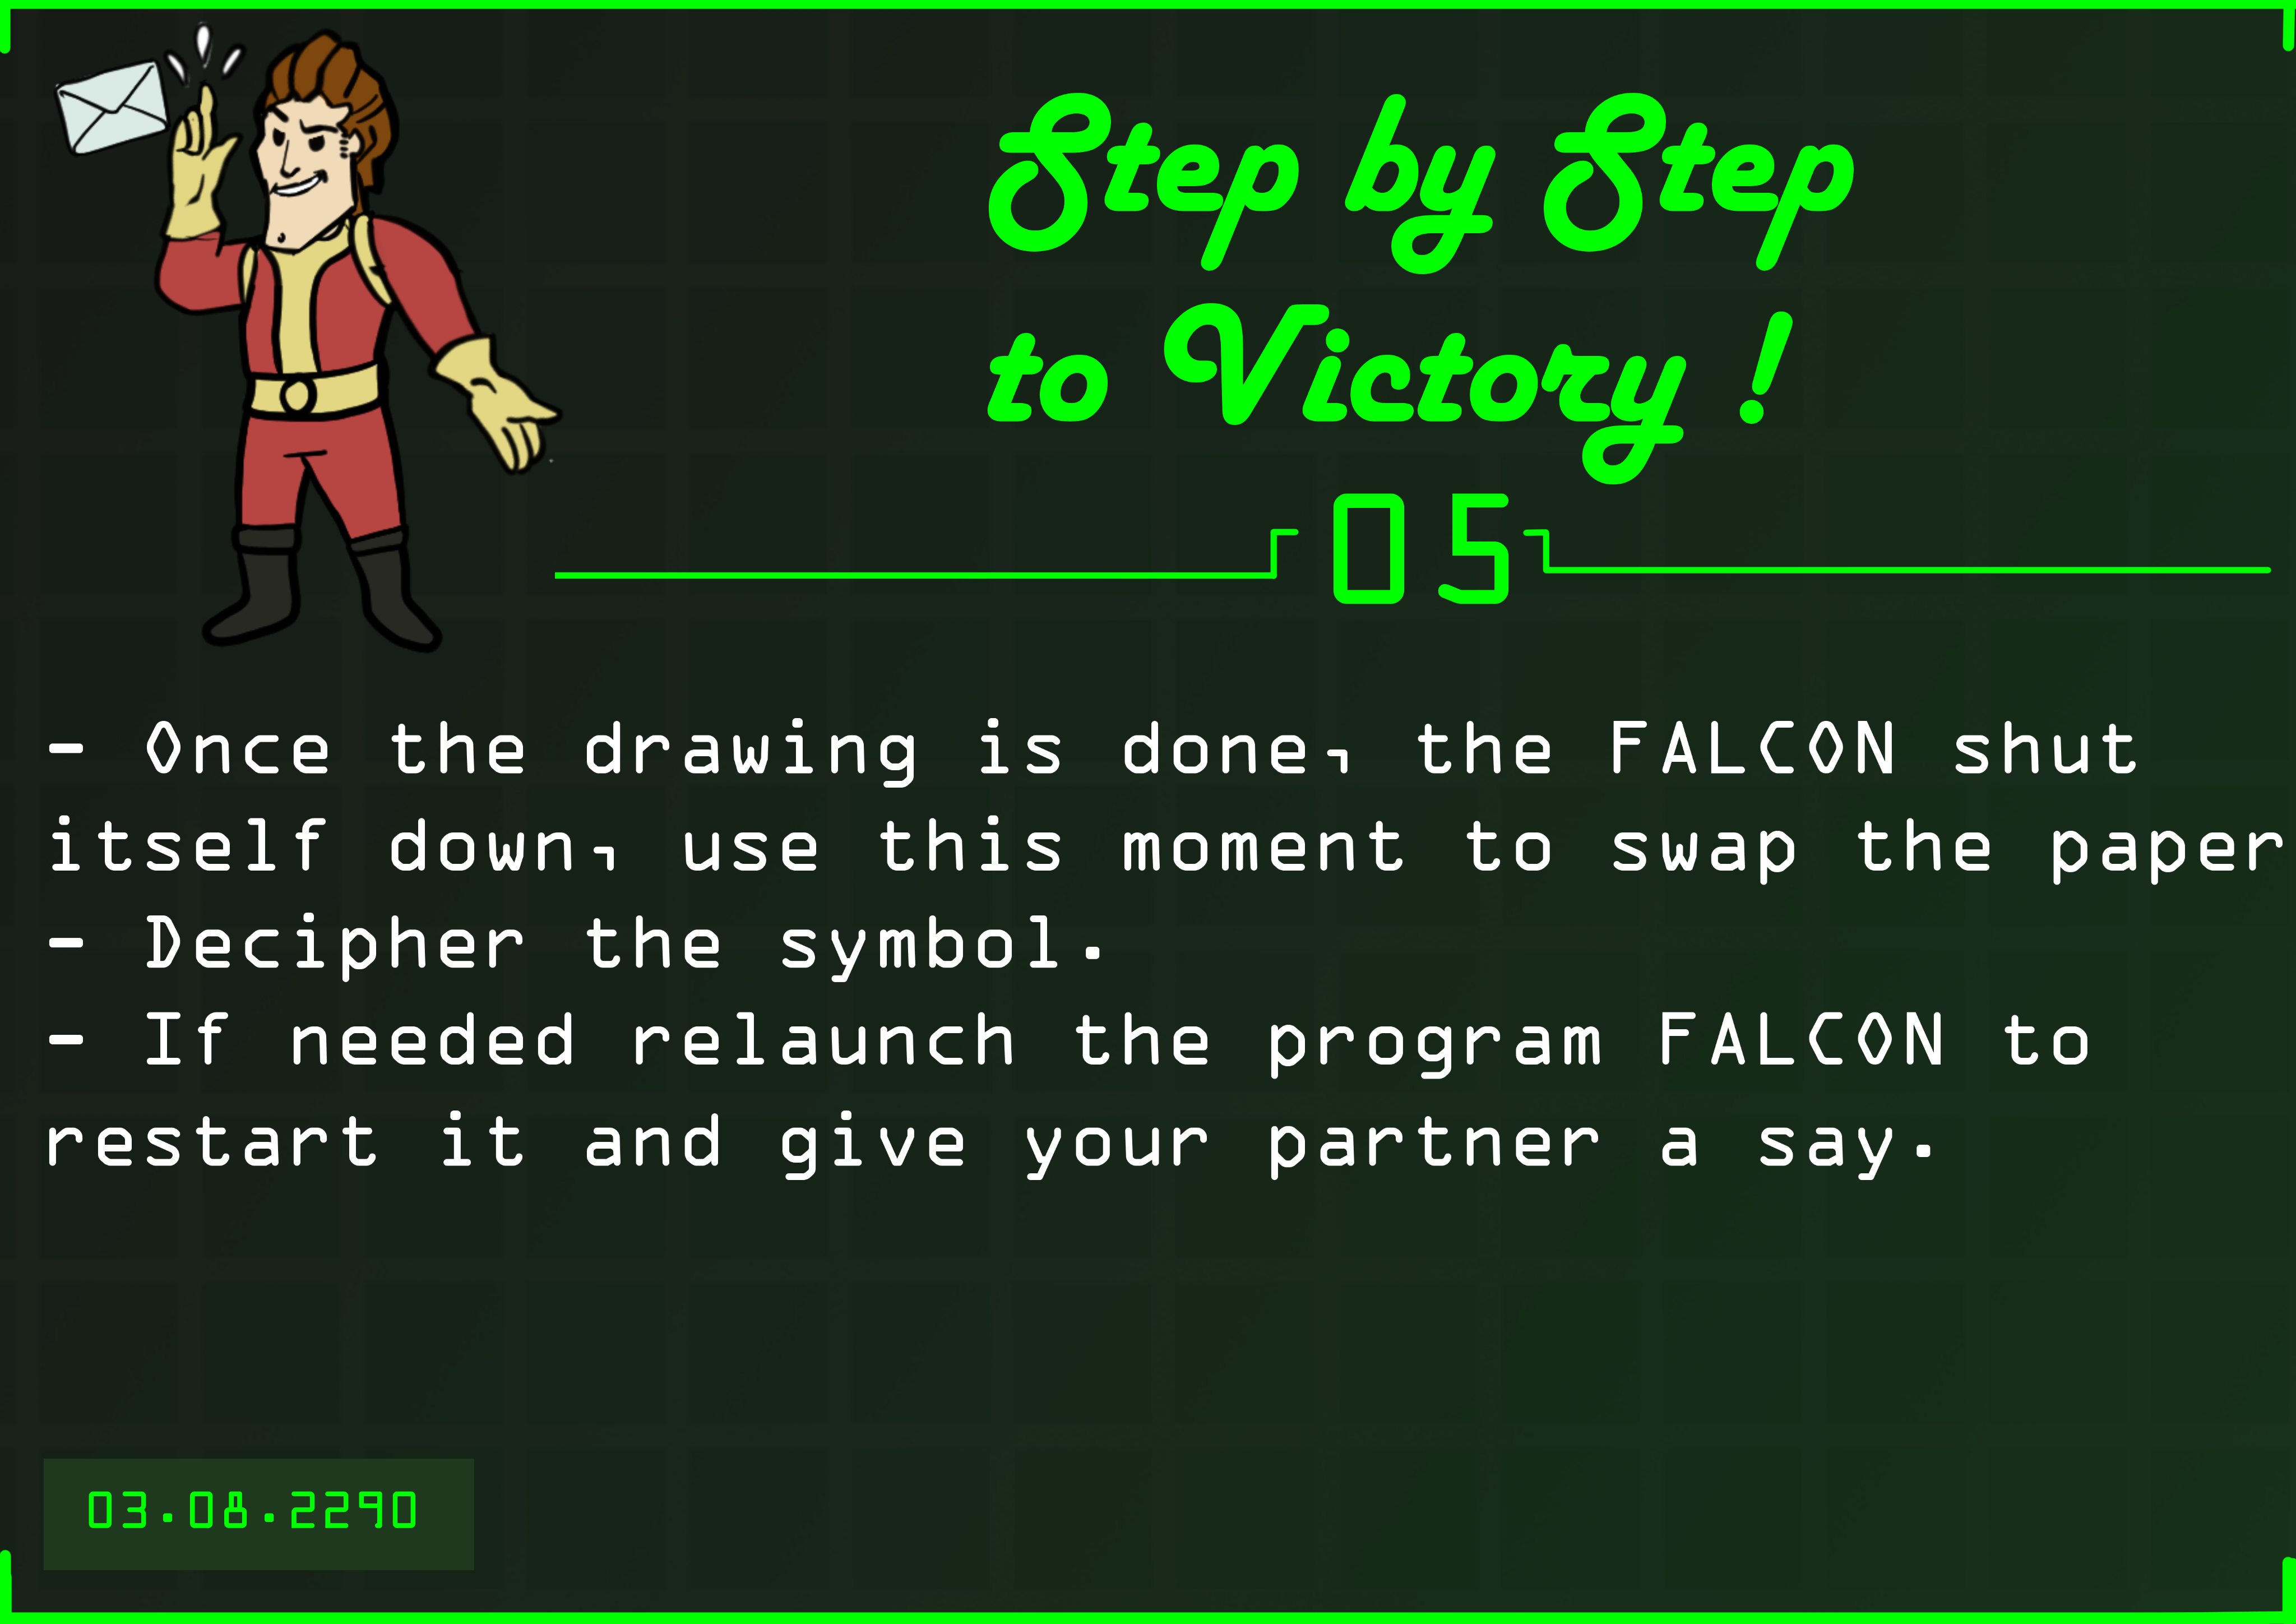 Step by Step
to Victory !
05
- Once the drawing is done, the FALCON shut
itself down, use this moment to swap the paper
- Decipher the symbol.
- If needed relaunch the program FALCON to
restart it and give your partner a say.
03.08.2290